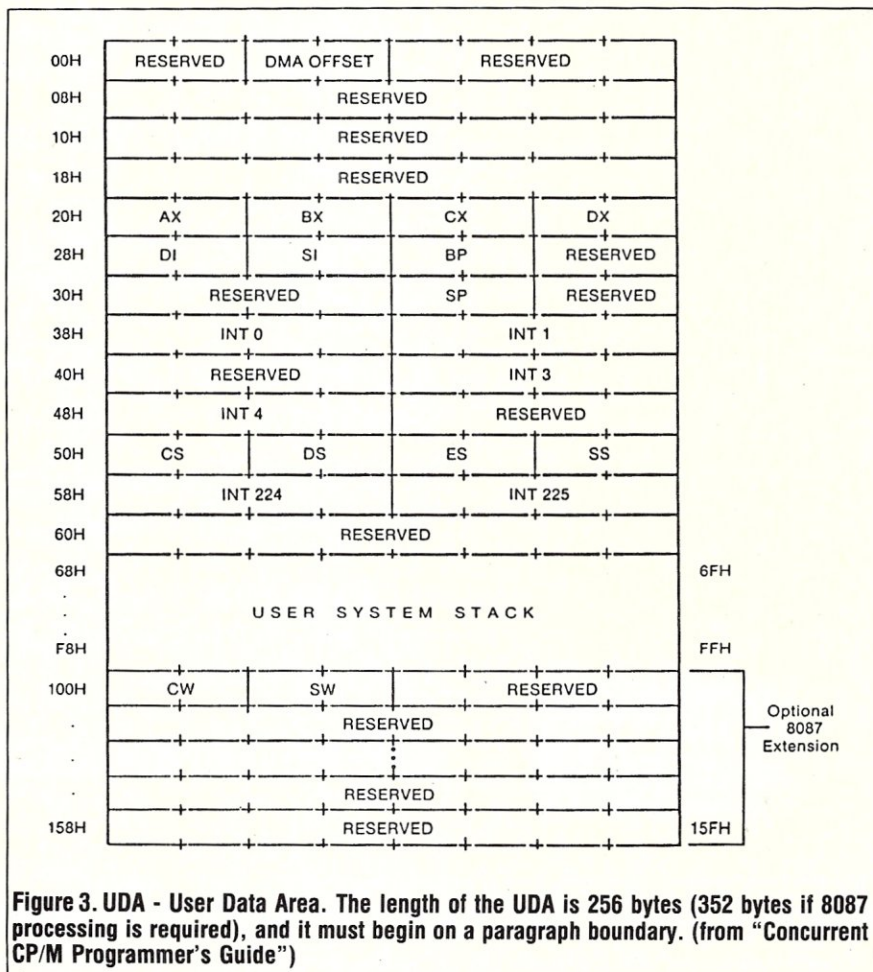 00H RESERVED DMA OFFSET RESERVED
08H RESERVED
10H RESERVED
18H RESERVED
20H AX BX CX DX
28H DI SI BP RESERVED
30H RESERVED SP RESERVED
38H INT 0 INT 1
40H RESERVED INT 3
48H INT 4 RESERVED
50H CS DS ES SS
58H INT 224 INT 225
60H RESERVED
68H 6FH
.
. USER SYSTEM STACK
.
F8H FFH
100H CW SW RESERVED
. RESERVED
.
. RESERVED
158H RESERVED 15FH
Optional
8087
Extension
Figure 3. UDA - User Data Area. The length of the UDA is 256 bytes (352 bytes if 8087
processing is required), and it must begin on a paragraph boundary. (from “Concurrent
CP/M Programmer's Guide”)